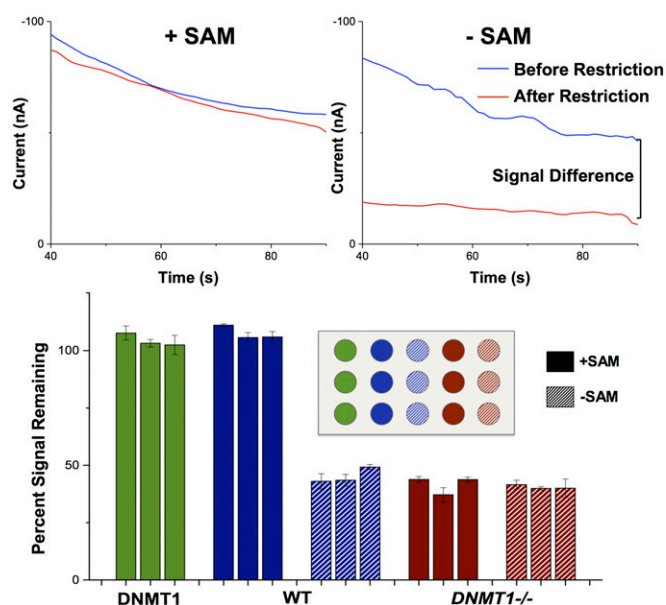 + SAM
-100
Current (nA)
0
40
60
80
Time (s)
- SAM
-100
Before Restriction
After Restriction
Signal Difference
Current (nA)
0
40
60
80
Time (s)
Percent Signal Remaining
100
50
0
+SAM
-SAM
DNMT1
WT
DNMT1-/-